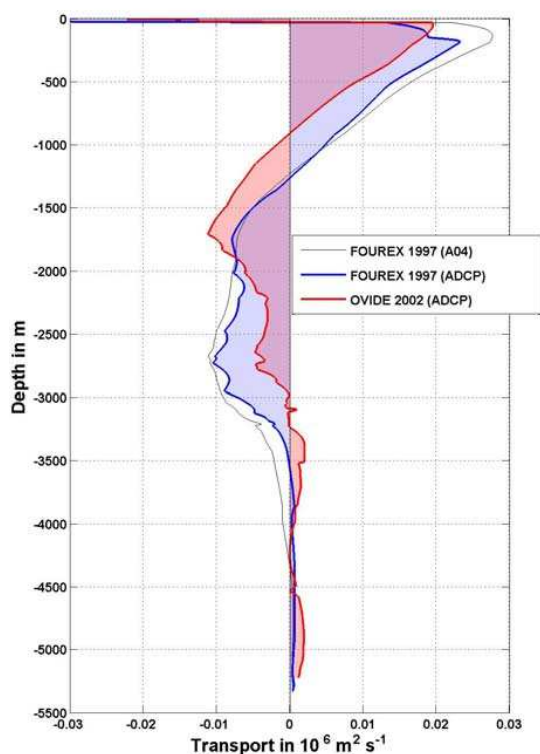 0
-500
-1000
-1500
-2000
-2500
-3000
-3500
-4000
-4500
-5000
-5500
Depth in m
FOUREX 1997 (A04)
FOUREX 1997 (ADCP)
OVIDE 2002 (ADCP)
-0.03 -0.02 -0.01 0 0.01 0.02 0.03
Transport in 10⁶ m² s⁻¹